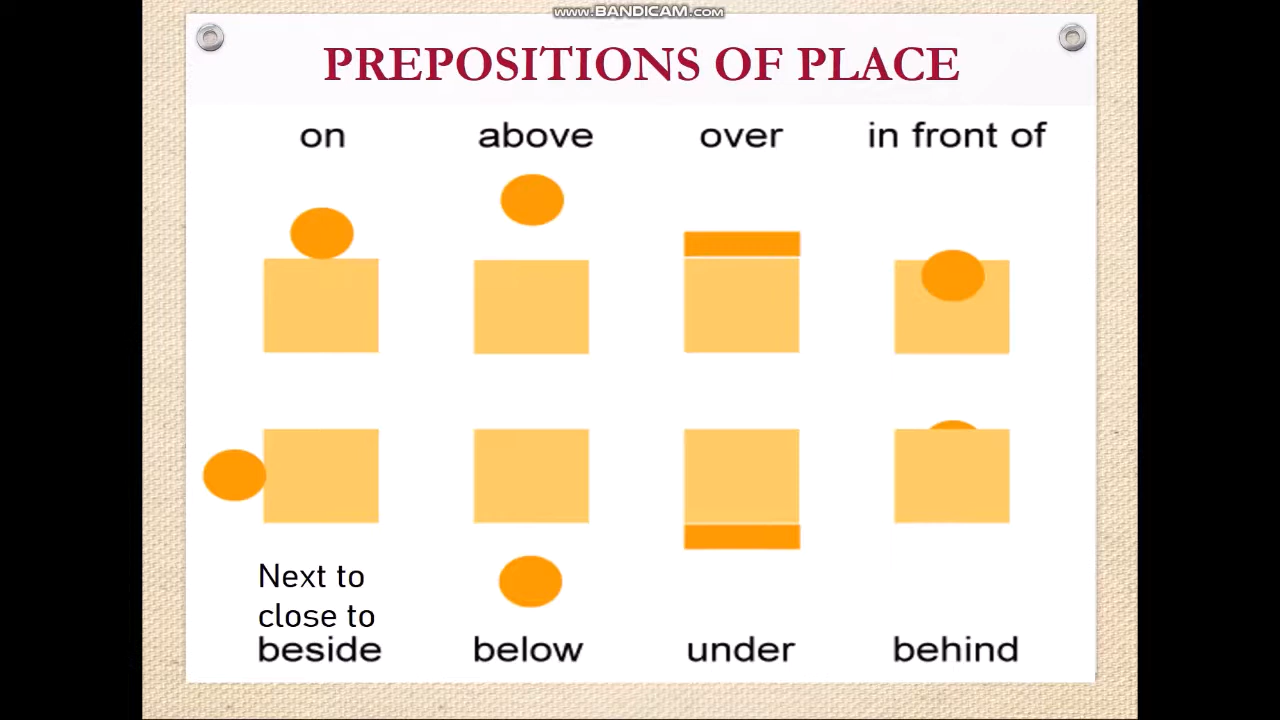 www.BANDICAM.com
PREPOSITIONS OF PLACE
on above over in front of
Next to
close to
beside below under behind